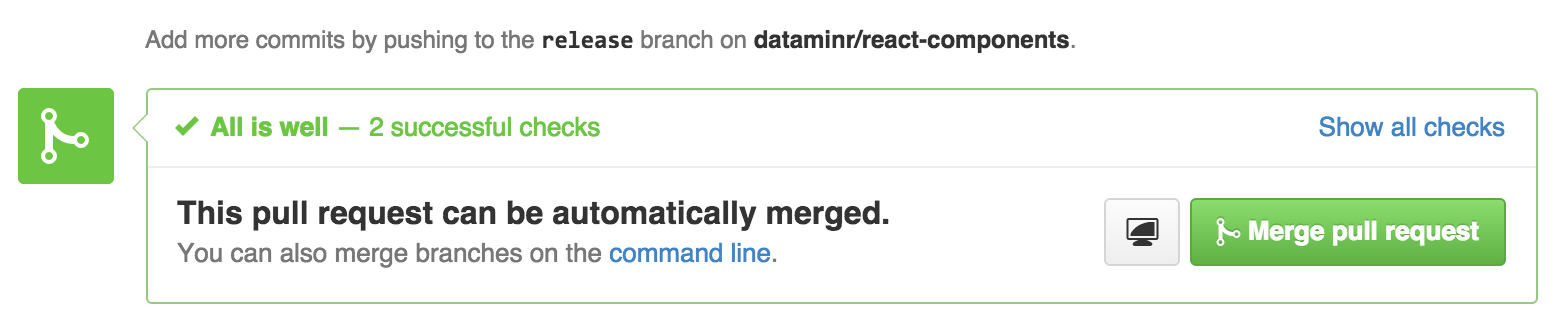 Add more commits by pushing to the release branch on dataminr/react-components.
All is well — 2 successful checks
Show all checks
This pull request can be automatically merged.
You can also merge branches on the command line.
Merge pull request